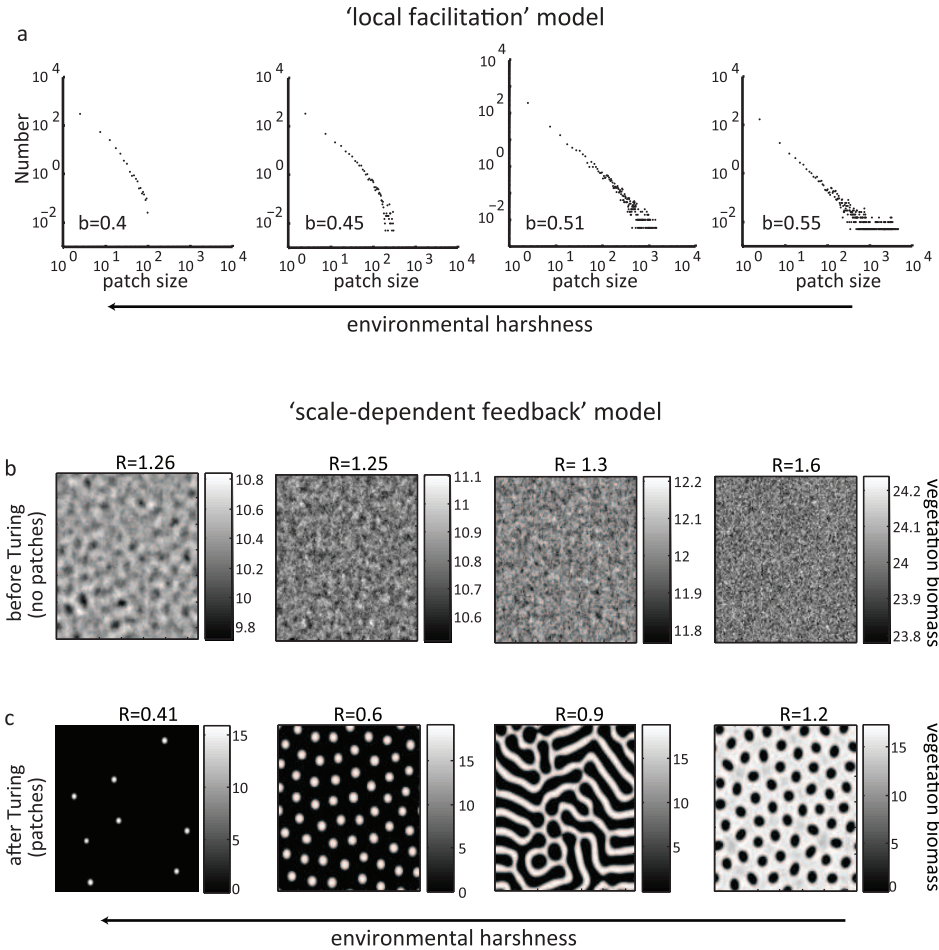 'local facilitation' model
a
Number
10^4 10^2 10^0 10^-2
b=0.4
10^0 10^1 10^2 10^3 10^4
patch size
10^4 10^2 10^0 10^-2
b=0.45
10^0 10^1 10^2 10^3 10^4
patch size
10^4 10^2 10^0 10^-2
b=0.51
10^0 10^1 10^2 10^3 10^4
patch size
10^4 10^2 10^0 10^-2
b=0.55
10^0 10^1 10^2 10^3 10^4
patch size
environmental harshness
'scale-dependent feedback' model
b
before Turing
(no patches)
R=1.26
10.8
10.6
10.4
10.2
10
9.8
R=1.25
11.1
11
10.9
10.8
10.7
10.6
R= 1.3
12.2
12.1
12
11.9
11.8
R=1.6
24.2
24.1
24
23.9
23.8
vegetation biomass
c
after Turing
(patches)
R=0.41
15
10
5
0
R=0.6
15
10
5
0
R=0.9
15
10
5
R=1.2
15
10
5
0
vegetation biomass
environmental harshness